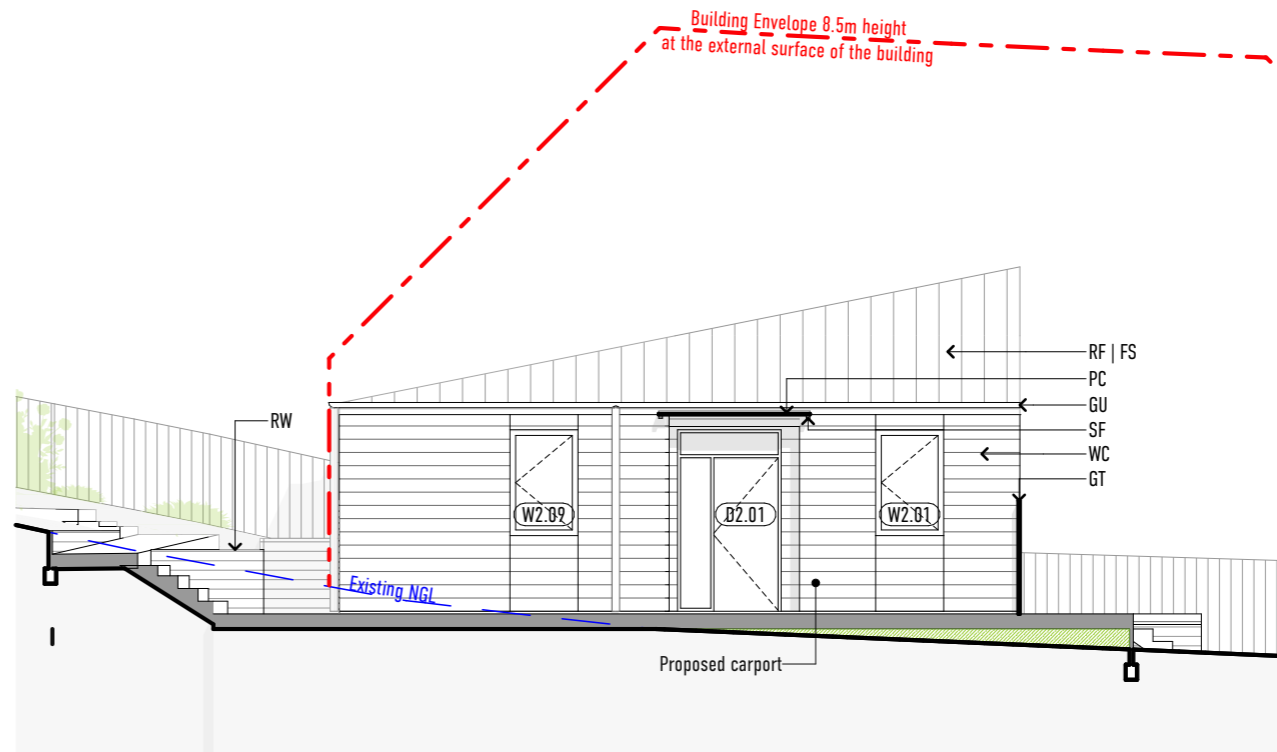 Building Envelope 8.5m height
at the external surface of the building
RF | FS
PC
GU
RW
SF
WC
GT
W2.09
D2.01
W2.01
Existing NGL
Proposed carport